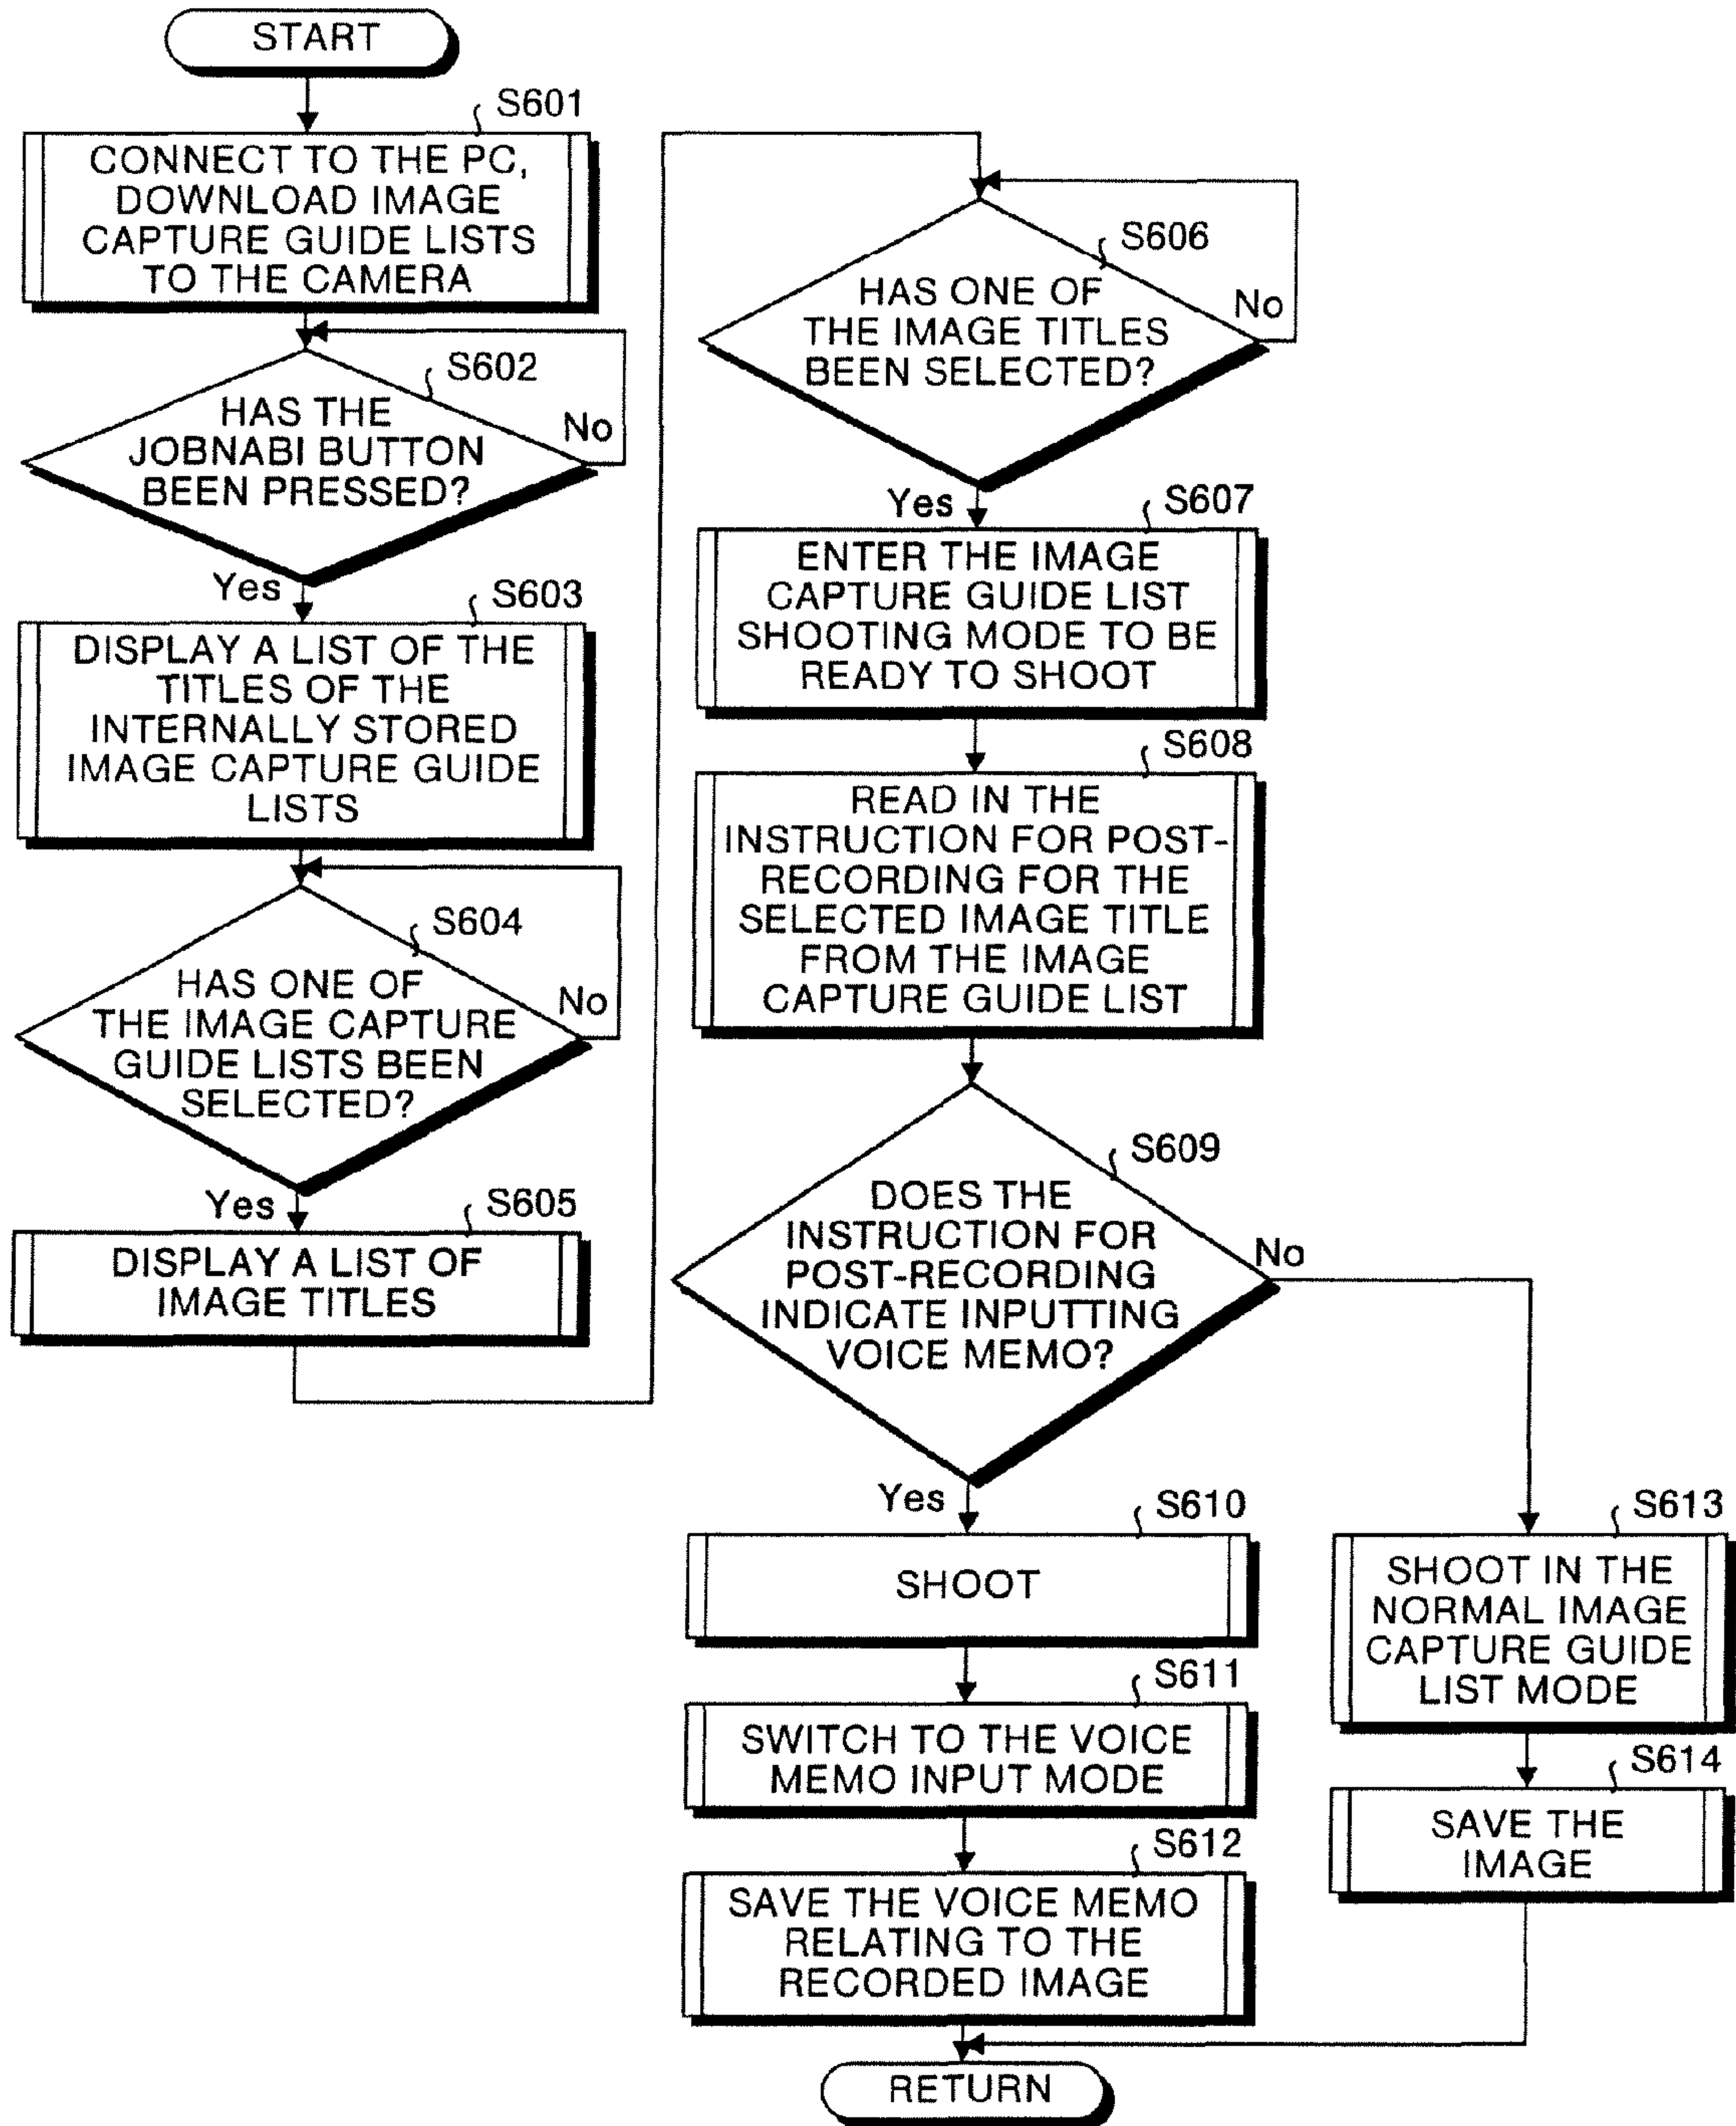 START
S601
CONNECT TO THE PC,
DOWNLOAD IMAGE
CAPTURE GUIDE LISTS
TO THE CAMERA
S602
HAS THE
JOBNABI BUTTON
BEEN PRESSED?
No
Yes
S603
DISPLAY A LIST OF THE
TITLES OF THE
INTERNALLY STORED
IMAGE CAPTURE GUIDE
LISTS
S604
HAS ONE OF
THE IMAGE CAPTURE
GUIDE LISTS BEEN
SELECTED?
No
Yes
S605
DISPLAY A LIST OF
IMAGE TITLES
S606
HAS ONE OF
THE IMAGE TITLES
BEEN SELECTED?
No
Yes
S607
ENTER THE IMAGE
CAPTURE GUIDE LIST
SHOOTING MODE TO BE
READY TO SHOOT
S608
READ IN THE
INSTRUCTION FOR POST-
RECORDING FOR THE
SELECTED IMAGE TITLE
FROM THE IMAGE
CAPTURE GUIDE LIST
S609
DOES THE
INSTRUCTION FOR
POST-RECORDING
INDICATE INPUTTING
VOICE MEMO?
No
Yes
S610
SHOOT
S611
SWITCH TO THE VOICE
MEMO INPUT MODE
S612
SAVE THE VOICE MEMO
RELATING TO THE
RECORDED IMAGE
S613
SHOOT IN THE
NORMAL IMAGE
CAPTURE GUIDE
LIST MODE
S614
SAVE THE
IMAGE
RETURN